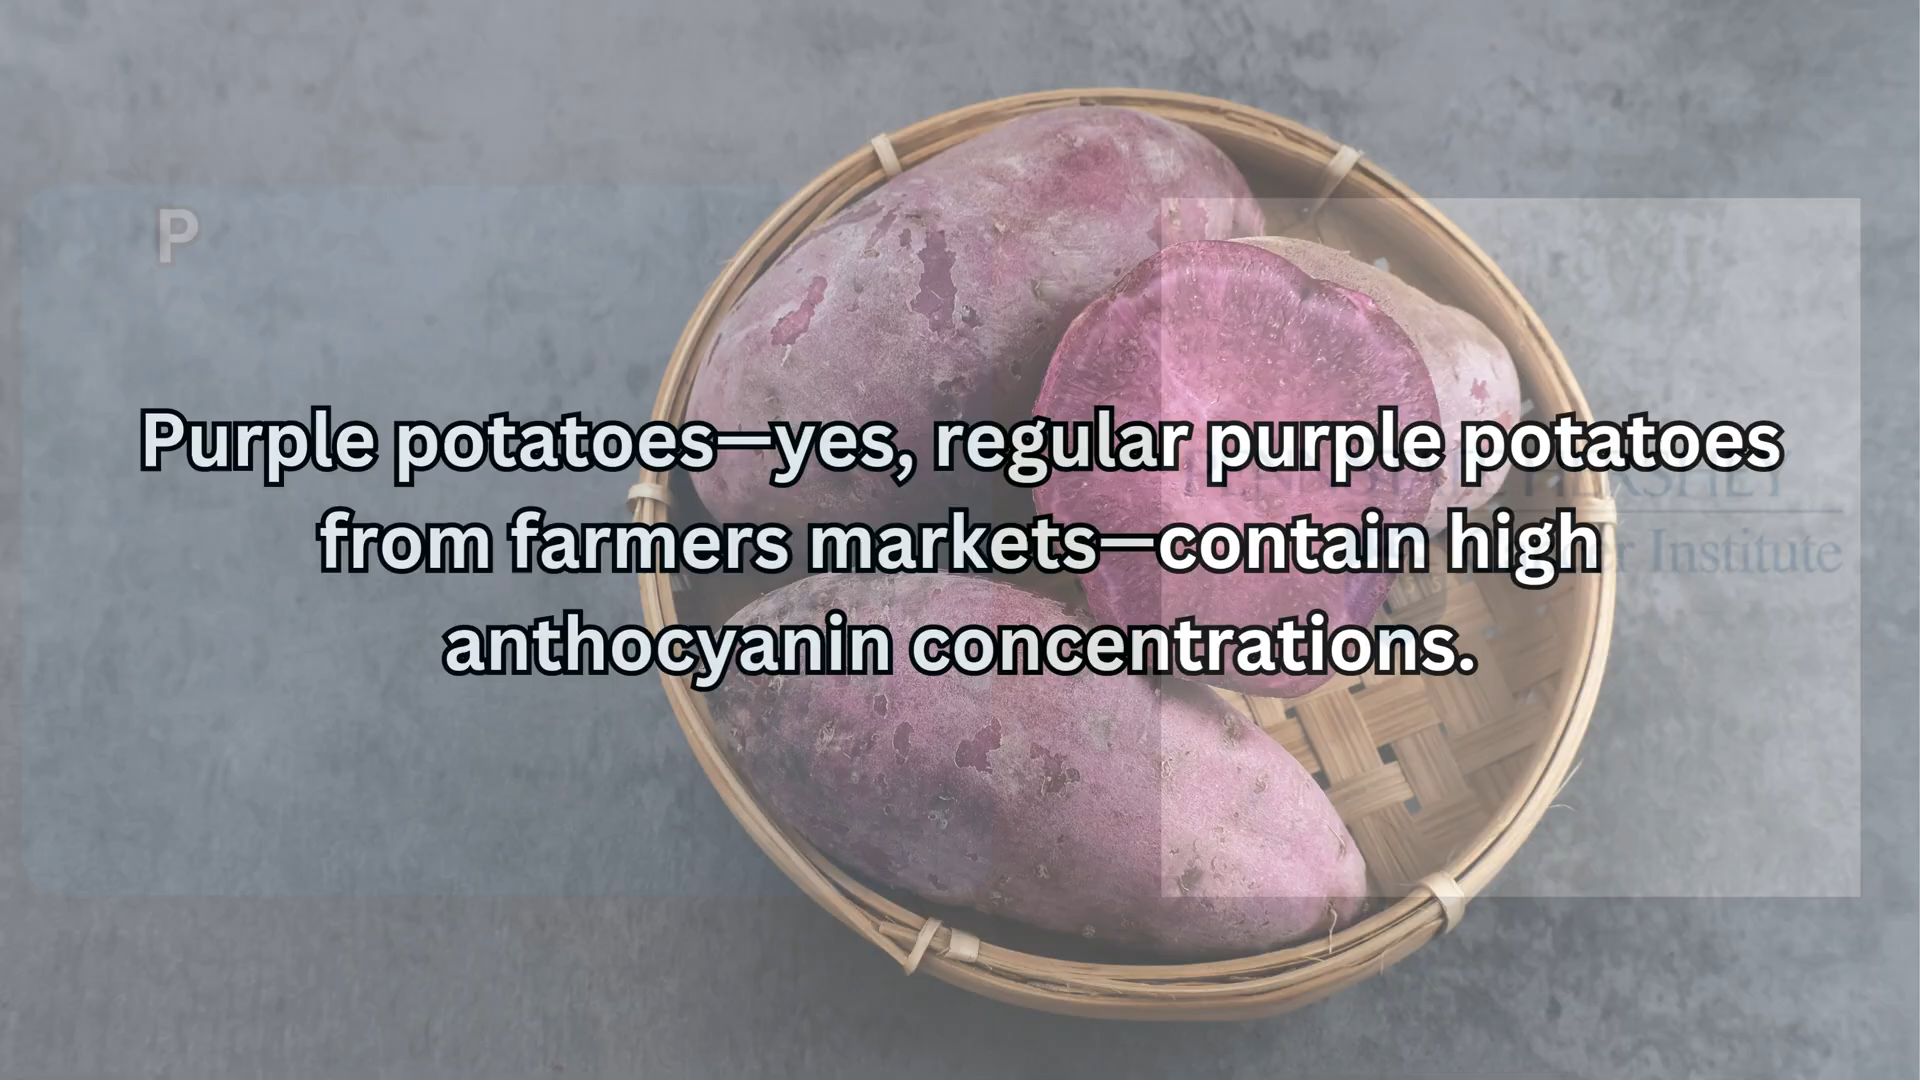 P
Purple potatoes—yes, regular purple potatoes
from farmers markets—contain high
anthocyanin concentrations.
Institute